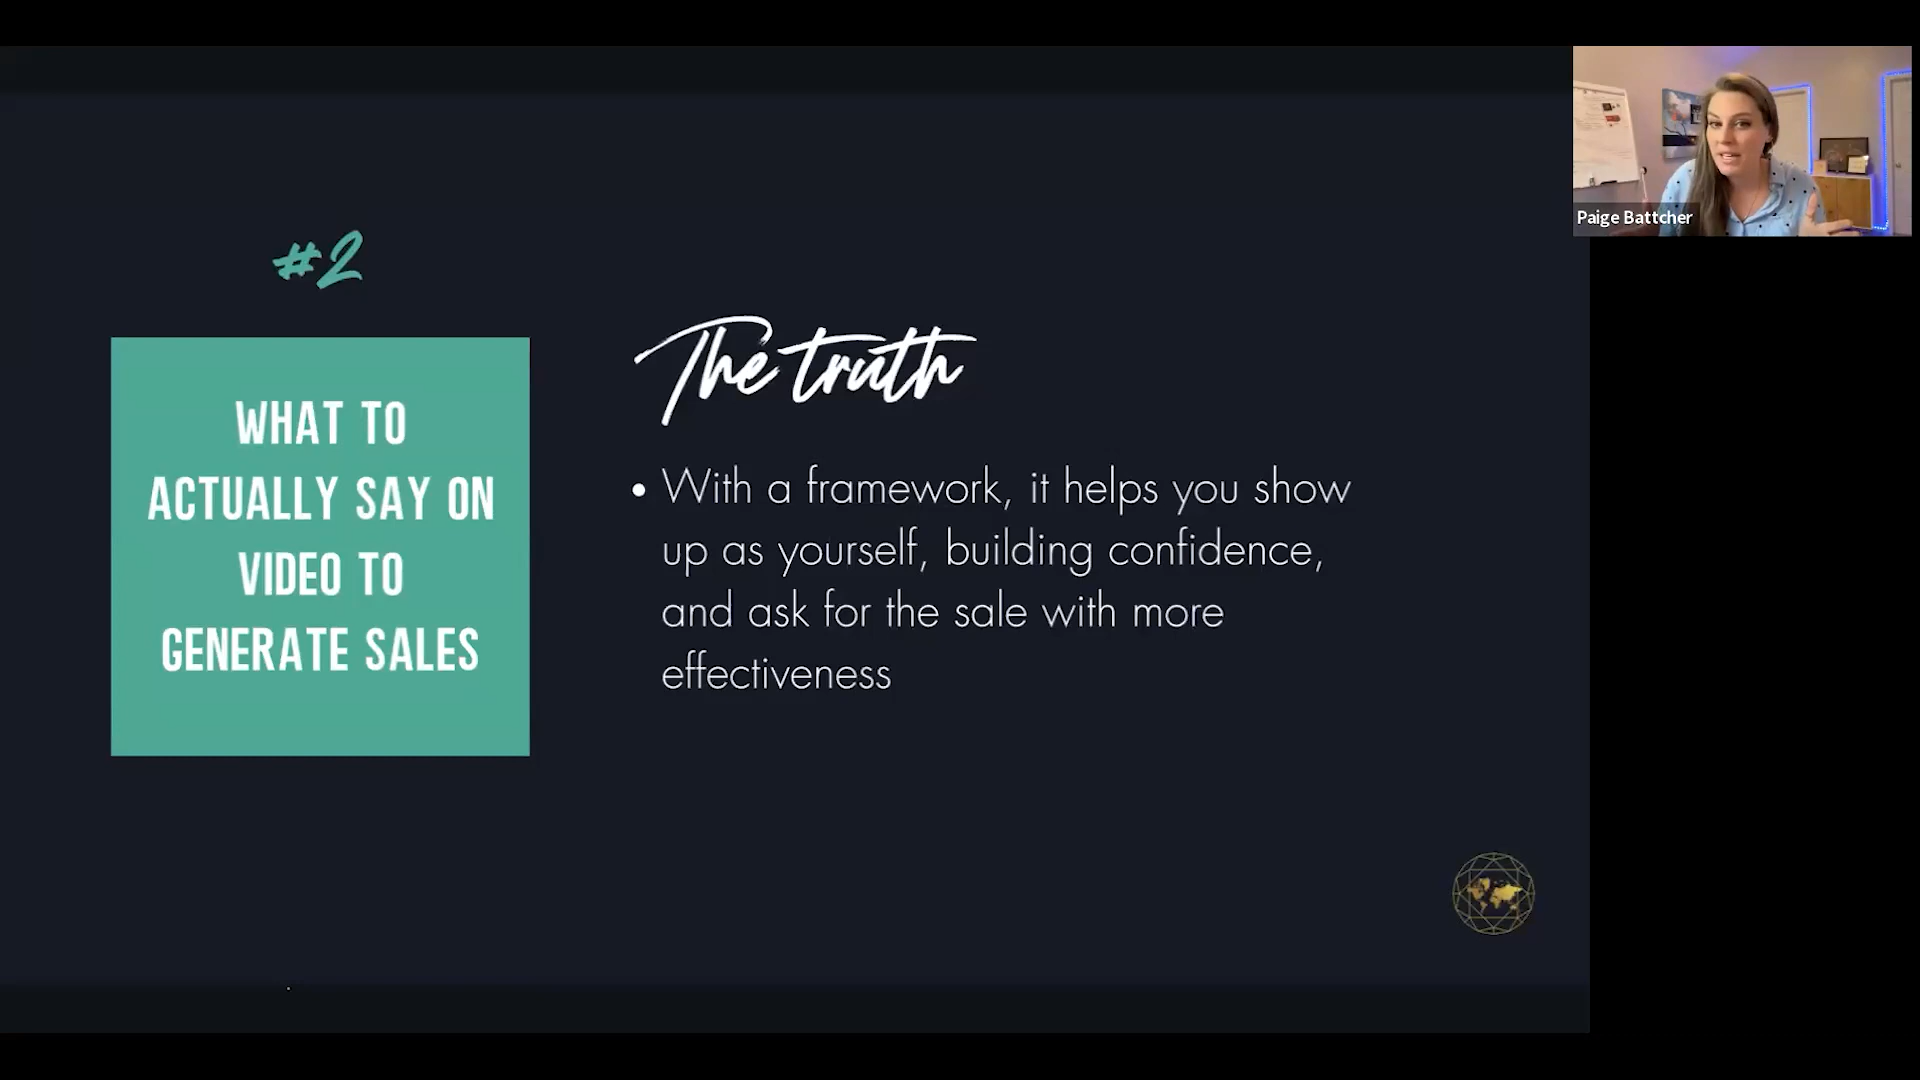 #2
WHAT TO
ACTUALLY SAY ON
VIDEO TO
GENERATE SALES
The truth
• With a framework, it helps you show
up as yourself, building confidence,
and ask for the sale with more
effectiveness
Paige Battcher